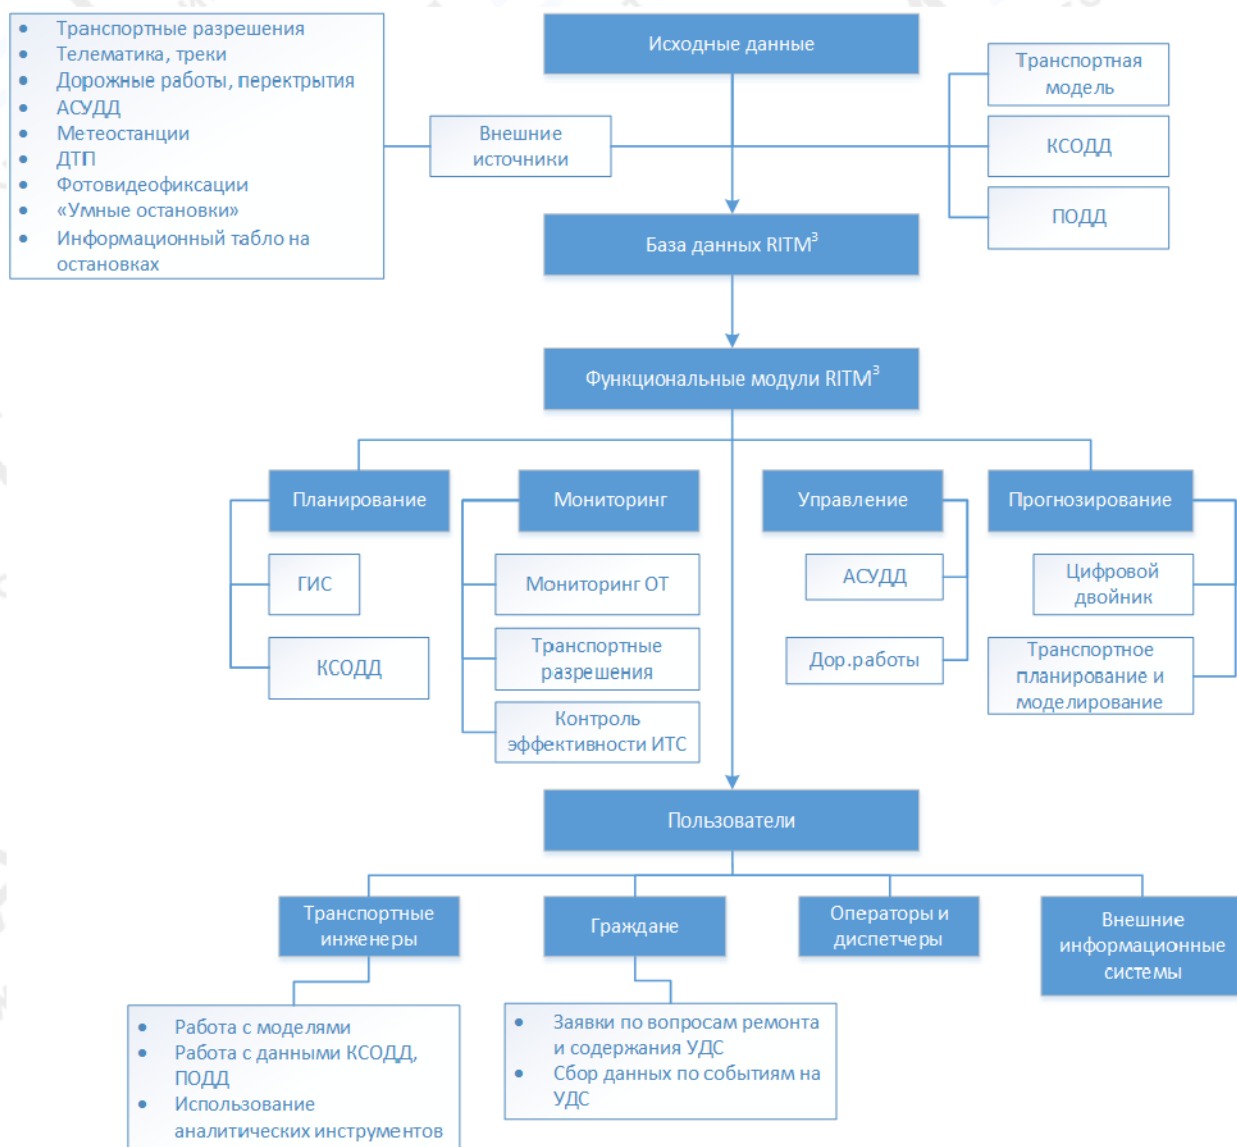 • Транспортные разрешения
• Телематика, треки
• Дорожные работы, перектрытия
• АСУДД
• Метеостанции
• ДТП
• Фотовидеофиксации
• «Умные остановки»
• Информационный табло на
остановках
Исходные данные
Внешние
источники
Транспортная
модель
КСОДД
ПОДД
База данных RITM³
Функциональные модули RITM³
Планирование
ГИС
КСОДД
Мониторинг
Мониторинг ОТ
Транспортные
разрешения
Контроль
эффективности ИТС
Управление
АСУДД
Дор.работы
Прогнозирование
Цифровой
двойник
Транспортное
планирование и
моделирование
Пользователи
Транспортные
инженеры
• Работа с моделями
• Работа с данными КСОДД,
ПОДД
• Использование
аналитических инструментов
Граждане
• Заявки по вопросам ремонта
и содержания УДС
• Сбор данных по событиям на
УДС
Операторы и
диспетчеры
Внешние
информационные
системы